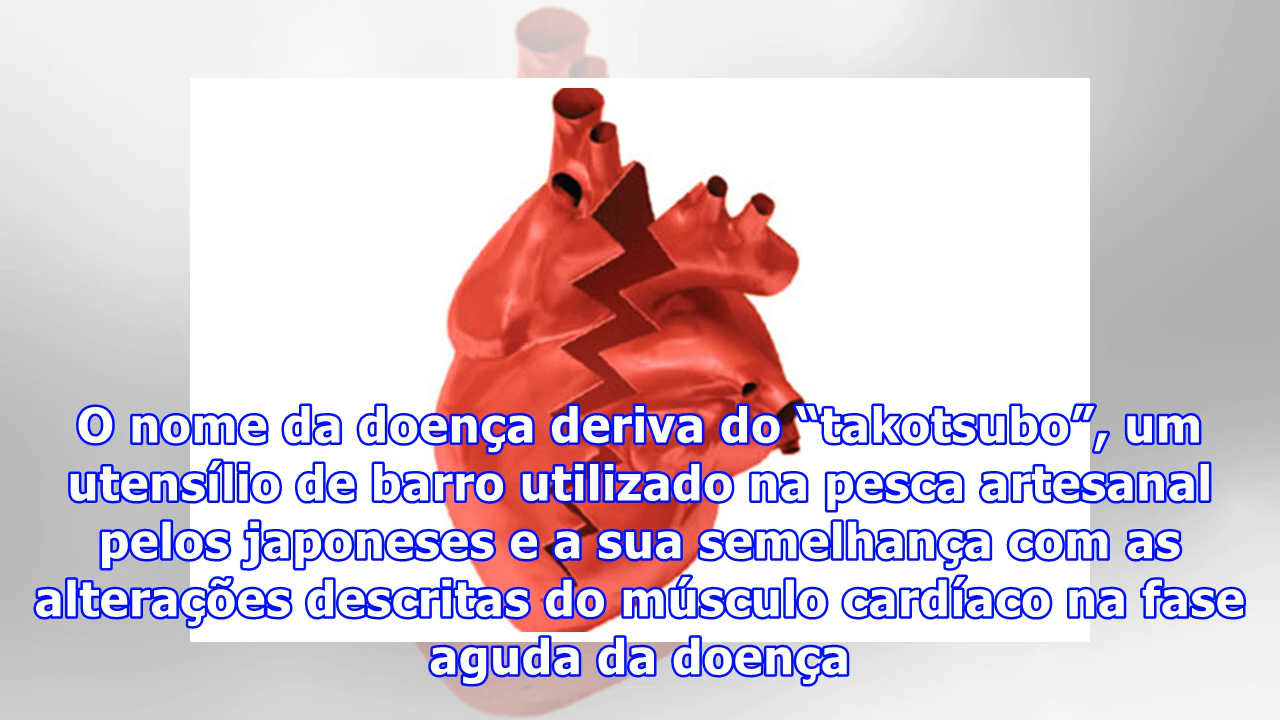 O nome da doença deriva do “takotsubo”, um
utensílio de barro utilizado na pesca artesanal
pelos japoneses e a sua semelhança com as
alterações descritas do músculo cardíaco na fase
aguda da doença